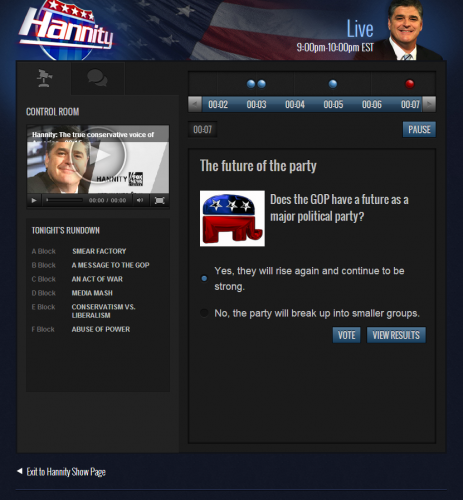 Hannity
Live
9:00pm-10:00pm EST
CONTROL ROOM
Hannity: The true conservative voice of
HANNITY
00:00 / 00:00
TONIGHT'S RUNDOWN
A Block SMEAR FACTORY
B Block A MESSAGE TO THE GOP
C Block AN ACT OF WAR
D Block MEDIA MASH
E Block CONSERVATISM VS.
LIBERALISM
F Block ABUSE OF POWER
00:02 00:03 00:04 00:05 00:06 00:07
00:07
PAUSE
The future of the party
Does the GOP have a future as a
major political party?
Yes, they will rise again and continue to be
strong.
No, the party will break up into smaller groups.
VOTE
VIEW RESULTS
Exit to Hannity Show Page